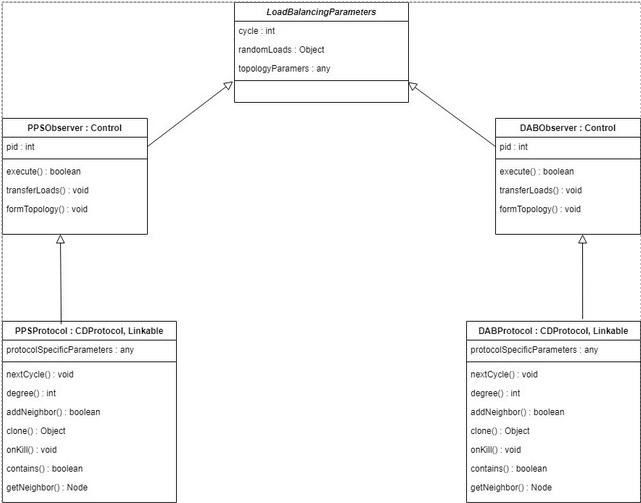 LoadBalancingParameters
cycle : int
randomLoads : Object
topologyParamers : any
PPSObserver : Control
pid : int
execute() : boolean
transferLoads() : void
formTopology() : void
DABObserver : Control
pid : int
execute() : boolean
transferLoads() : void
formTopology() : void
PPSProtocol : CDProtocol, Linkable
protocolSpecificParameters : any
nextCycle() : void
degree() : int
addNeighbor() : boolean
clone() : Object
onKill() : void
contains() : boolean
getNeighbor() : Node
DABProtocol : CDProtocol, Linkable
protocolSpecificParameters : any
nextCycle() : void
degree() : int
addNeighbor() : boolean
clone() : Object
onKill() : void
contains() : boolean
getNeighbor() : Node